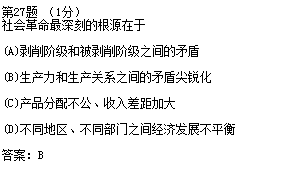 第27题 (1分)
社会革命最深刻的根源在于
(A)剥削阶级和被剥削阶级之间的矛盾
(B)生产力和生产关系之间的矛盾尖锐化
(C)产品分配不公、收入差距加大
(D)不同地区、不同部门之间经济发展不平衡
答案：B